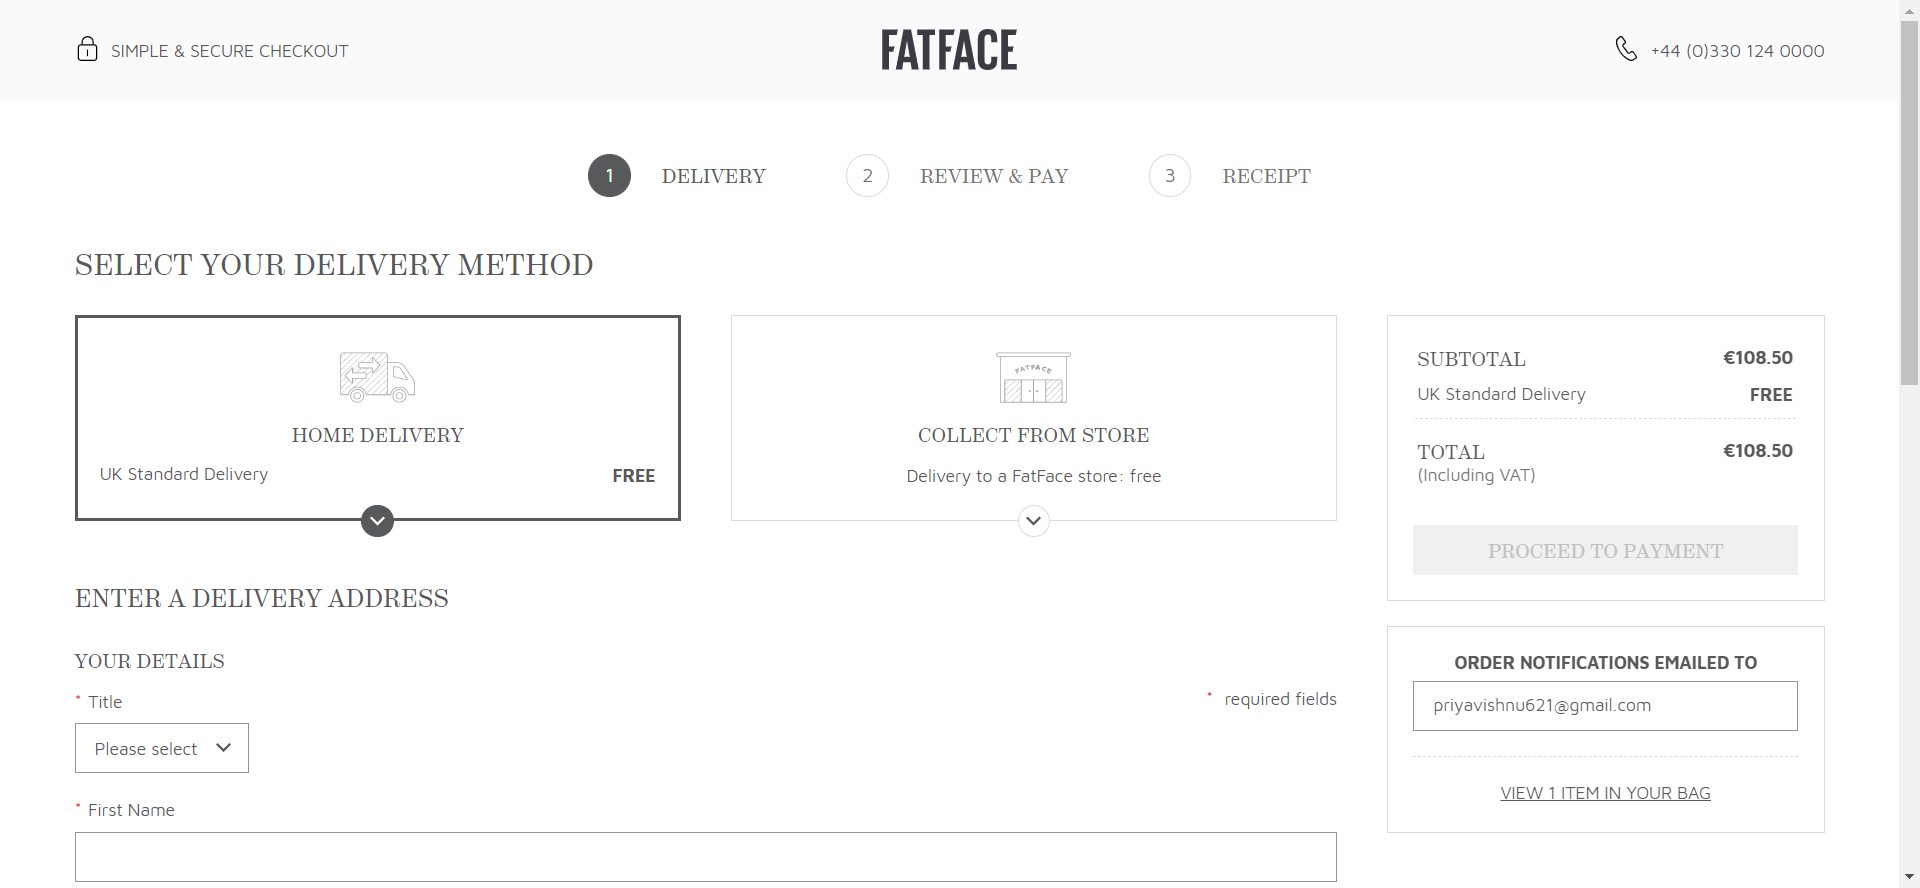 SIMPLE & SECURE CHECKOUT
FATFACE
+44 (0)330 124 0000
1 DELIVERY
2 REVIEW & PAY
3 RECEIPT
SELECT YOUR DELIVERY METHOD
HOME DELIVERY
UK Standard Delivery
FREE
FATFACE
COLLECT FROM STORE
Delivery to a FatFace store: free
SUBTOTAL €108.50
UK Standard Delivery FREE
TOTAL €108.50
(Including VAT)
PROCEED TO PAYMENT
ENTER A DELIVERY ADDRESS
YOUR DETAILS
* Title
* required fields
Please select
* First Name
ORDER NOTIFICATIONS EMAILED TO
priyavishnu621@gmail.com
VIEW 1 ITEM IN YOUR BAG